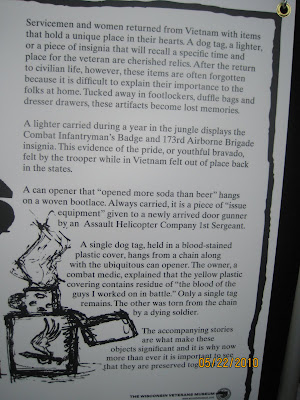 Servicemen and women returned from Vietnam with items
that hold a unique place in their hearts. A dog tag, a lighter,
or a piece of insignia that will recall a specific time and
place for the veteran are cherished relics. After the return
to civilian life, however, these items are often forgotten
because it is difficult to explain their importance to the
folks at home. Tucked away in footlockers, duffle bags and
dresser drawers, these artifacts become lost memories.
A lighter carried during a year in the jungle displays the
Combat Infantryman's Badge and 173rd Airborne Brigade
insignia. This evidence of the pride, or youthful bravado,
felt by the trooper while in Vietnam felt out of place back
in the states.
A can opener that "opened more soda than beer" hangs
on a woven bootlace. Always carried, it is a piece of "issue
equipment" given to a newly arrived door gunner
by an Assault Helicopter Company 1st Sergeant.
A single dog tag, held in a blood-stained
plastic cover, hangs from a chain along
with the ubiquitous can opener. The owner, a
combat medic, explained that the yellow plastic
covering contains residue of "the blood of the
guys I worked on in battle." Only a single tag
remains. The other was torn from the chain
by a dying soldier.
The accompanying stories
are what make these
objects significant and it is why now
more than ever it is important to see
that they are preserved
05/22/2010
THE WISCONSIN VETERANS MUSEUM